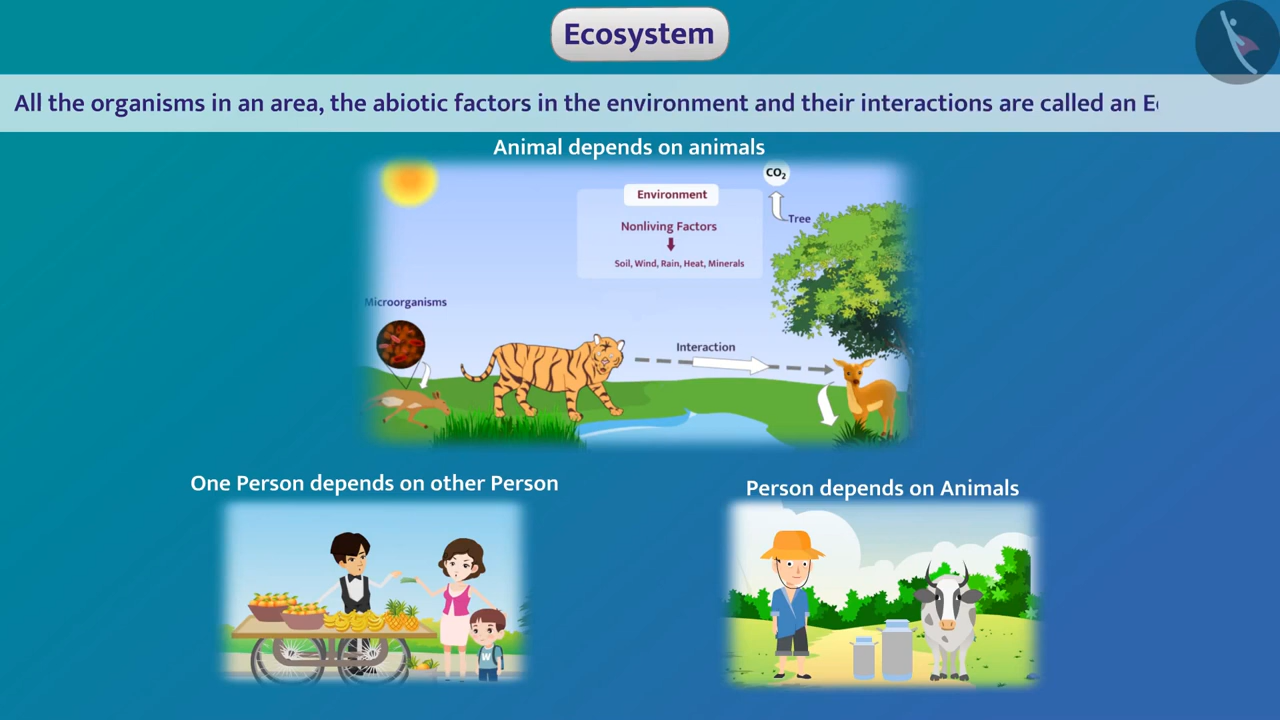 Ecosystem
All the organisms in an area, the abiotic factors in the environment and their interactions are called an
Animal depends on animals
CO₂
Environment
Tree
Nonliving Factors
Soil, Wind, Rain, Heat, Minerals
Microorganisms
Interaction
One Person depends on other Person
Person depends on Animals
W